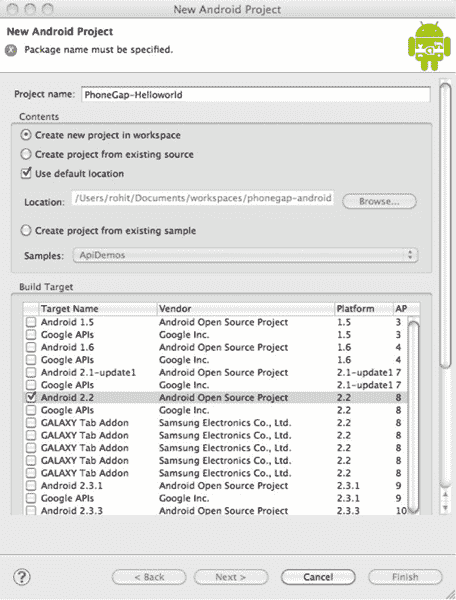 New Android Project
New Android Project
Package name must be specified.
Project name: PhoneGap-Helloworld
Contents
Create new project in workspace
Create project from existing source
Use default location
Location: /Users/rohit/Documents/workspaces/phonegap-android Browse...
Create project from existing sample
Samples: ApiDemos
Build Target
Target Name Vendor Platform AP
Android 1.5 Android Open Source Project 1.5 3
Google APIs Google Inc. 1.5 3
Android 1.6 Android Open Source Project 1.6 4
Google APIs Google Inc. 1.6 4
Android 2.1-update1 Android Open Source Project 2.1-update1 7
Google APIs Google Inc. 2.1-update1 7
Android 2.2 Android Open Source Project 2.2 8
Google APIs Google Inc. 2.2 8
GALAXY Tab Addon Samsung Electronics Co., Ltd. 2.2 8
GALAXY Tab Addon Samsung Electronics Co., Ltd. 2.2 8
GALAXY Tab Addon Samsung Electronics Co., Ltd. 2.2 8
GALAXY Tab Addon Samsung Electronics Co., Ltd. 2.2 8
Android 2.3.1 Android Open Source Project 2.3.1 9
Google APIs Google Inc. 2.3.1 9
Android 2.3.3 Android Open Source Project 2.3.3 10
? < Back Next > Cancel Finish